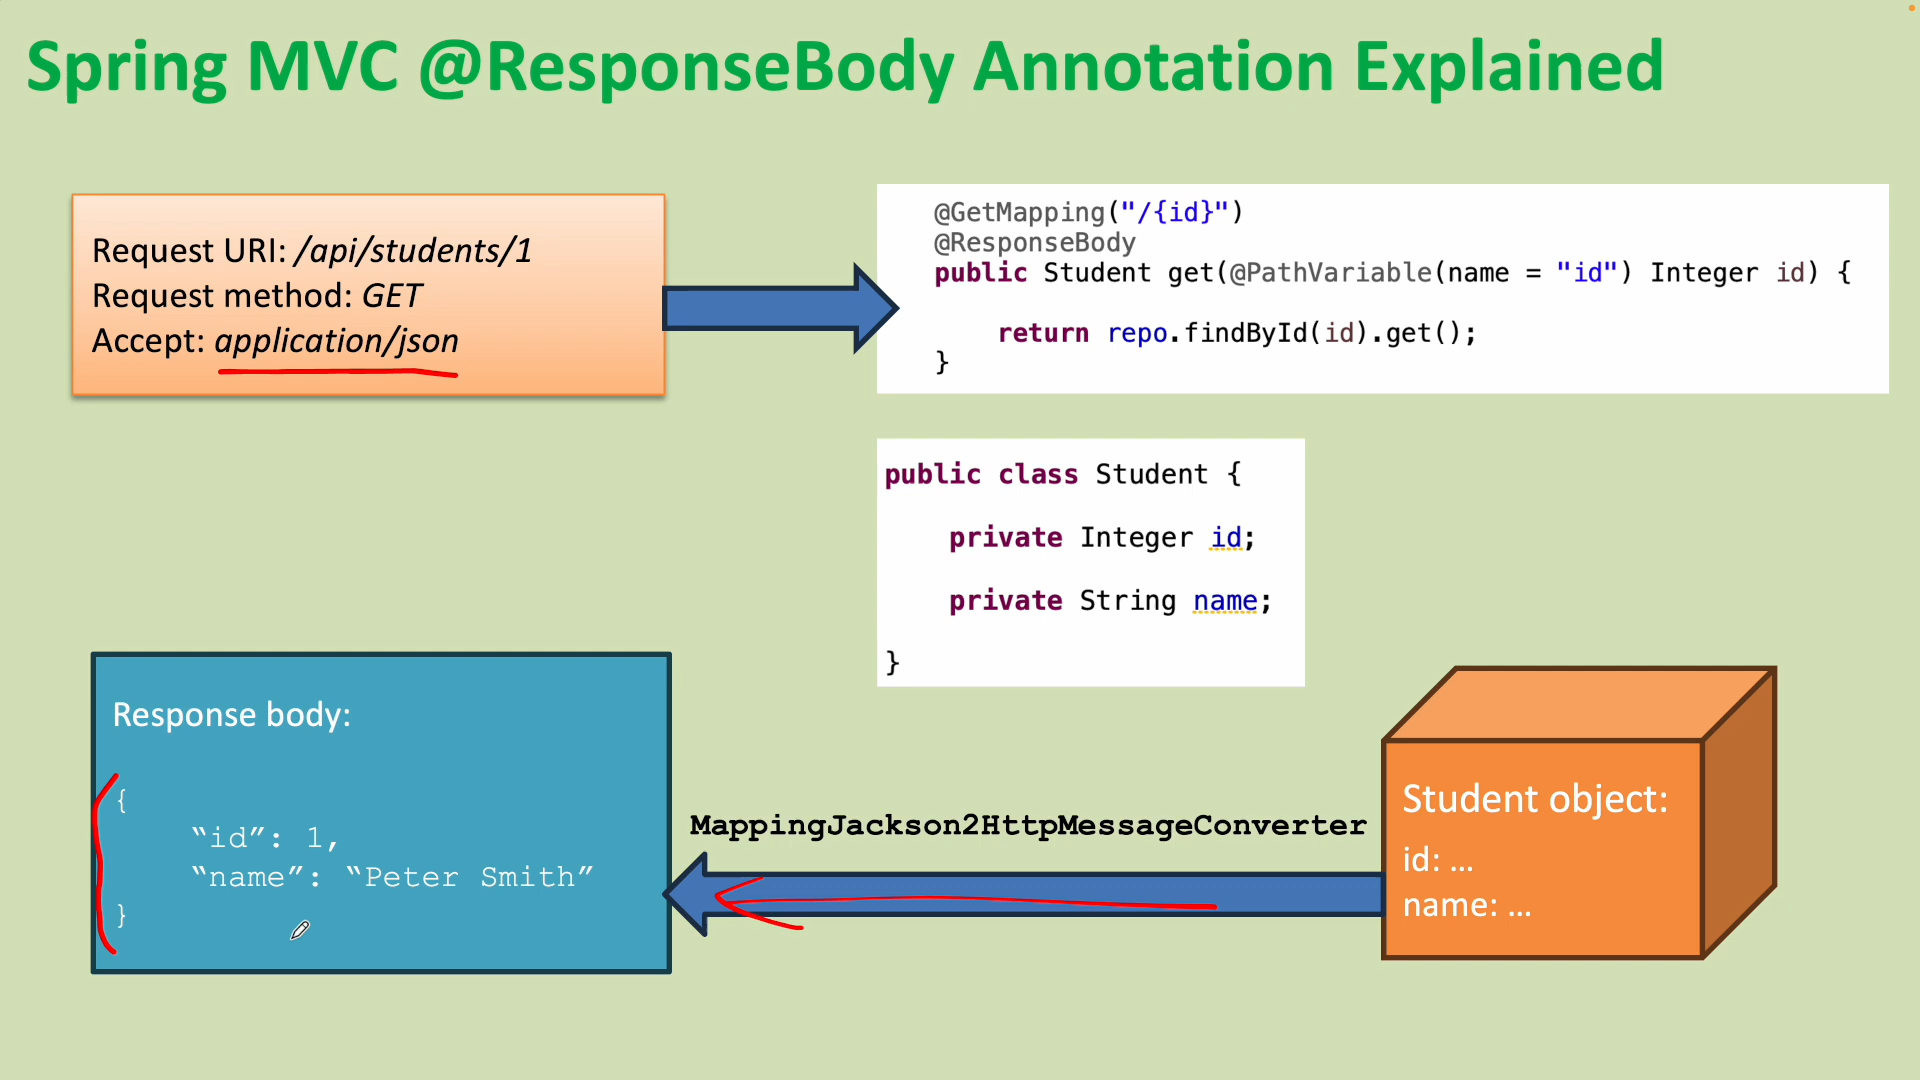 Spring MVC @ResponseBody Annotation Explained
Request URI: /api/students/1
Request method: GET
Accept: application/json
@GetMapping("/{id}")
@ResponseBody
public Student get(@PathVariable(name = "id") Integer id) {
return repo.findById(id).get();
}
public class Student {
private Integer id;
private String name;
}
Response body:
{
“id”: 1,
“name”: “Peter Smith”
}
MappingJackson2HttpMessageConverter
Student object:
id: ...
name: ...